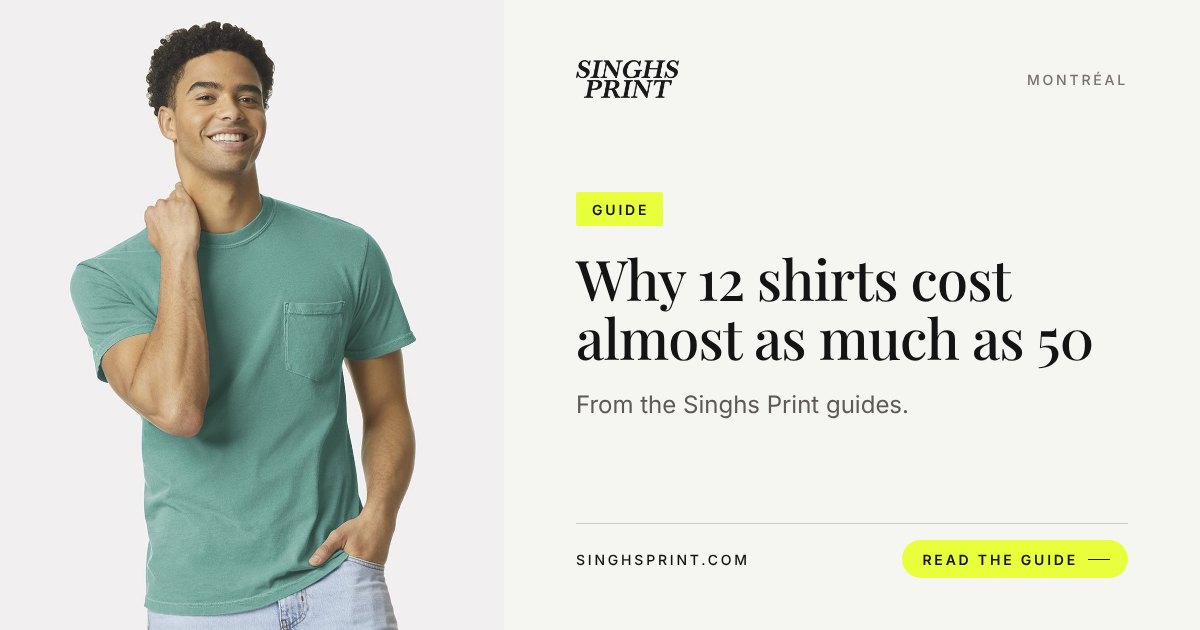 SINGHS
PRINT
MONTRÉAL
GUIDE
Why 12 shirts cost
almost as much as 50
From the Singhs Print guides.
SINGHSPRINT.COM
READ THE GUIDE